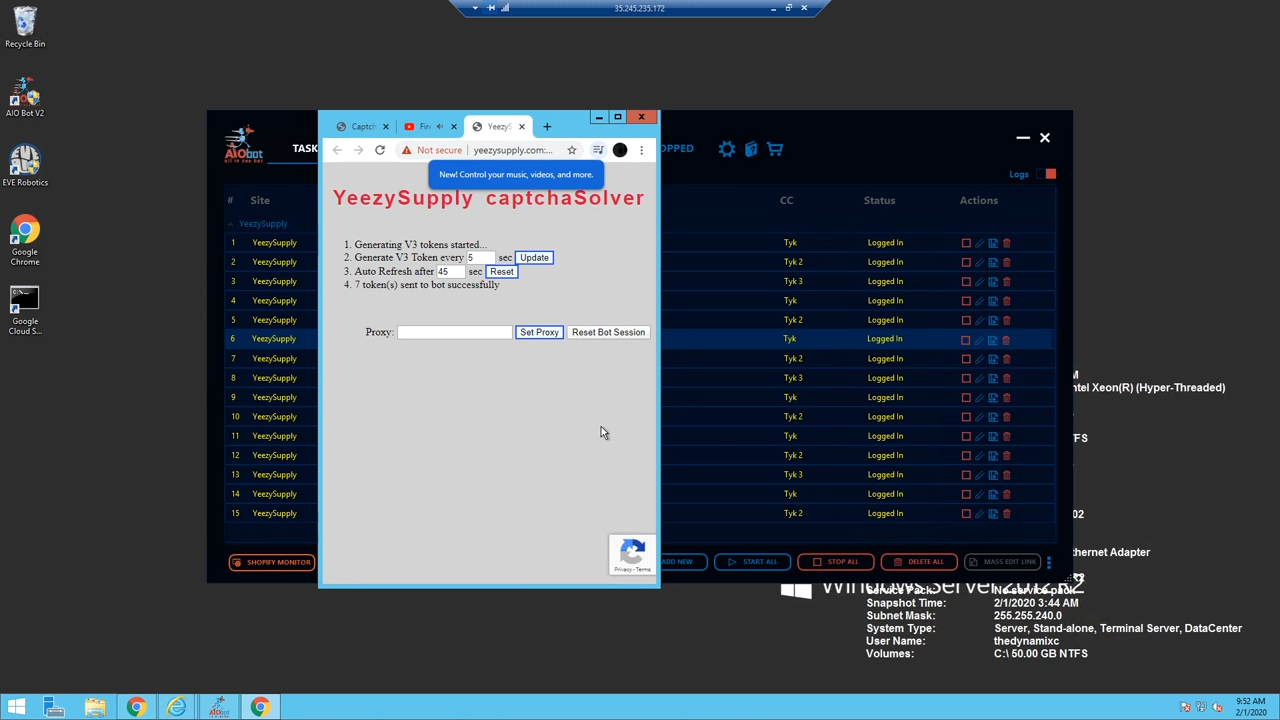 35.245.235.172
Recycle Bin
AIO Bot V2
EVE Robotics
Google
Chrome
Google
Cloud S...
AIObot
TASK
OPPED
Logs
Captch
YeezyS
Not secure
yeezysupply.com:...
New! Control your music, videos, and more.
YeezySupply captchaSolver
1. Generating V3 tokens started...
2. Generate V3 Token every 5 sec Update
3. Auto Refresh after 45 sec Reset
4. 7 token(s) sent to bot successfully
Proxy: Set Proxy Reset Bot Session
Privacy - Terms
# Site CC Status Actions
YeezySupply
1 YeezySupply Tyk Logged In
2 YeezySupply Tyk 2 Logged In
3 YeezySupply Tyk 3 Logged In
4 YeezySupply Tyk Logged In
5 YeezySupply Tyk 2 Logged In
6 YeezySupply Tyk Logged In
7 YeezySupply Tyk 2 Logged In
8 YeezySupply Tyk 3 Logged In
9 YeezySupply Tyk Logged In
10 YeezySupply Tyk 2 Logged In
11 YeezySupply Tyk Logged In
12 YeezySupply Tyk 2 Logged In
13 YeezySupply Tyk 3 Logged In
14 YeezySupply Tyk Logged In
15 YeezySupply Tyk 2 Logged In
SHOPIFY MONITOR
ADD NEW
START ALL
STOP ALL
DELETE ALL
MASS EDIT LINK
M
ntel Xeon(R) (Hyper-Threaded)
TFS
02
thernet Adapter
Service Pack: No service pack
Snapshot Time: 2/1/2020 3:44 AM
Subnet Mask: 255.255.240.0
System Type: Server, Stand-alone, Terminal Server, DataCenter
User Name: thedynamixc
Volumes: C:\ 50.00 GB NTFS
9:52 AM
2/1/2020